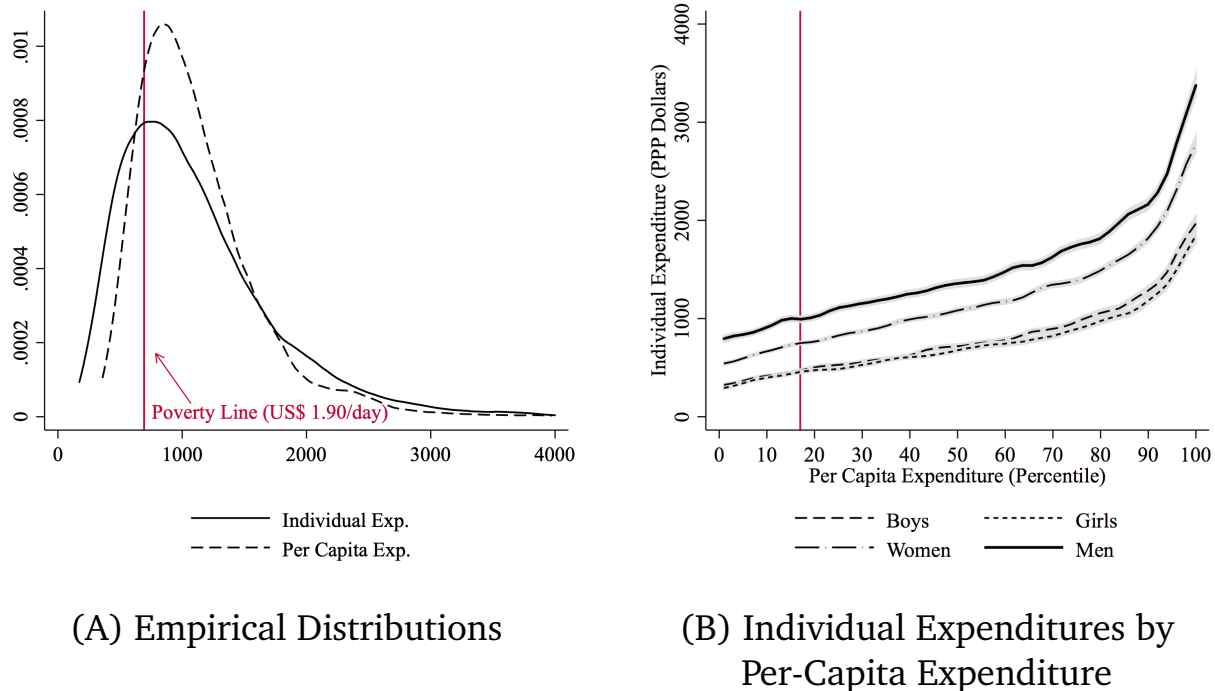 .001
.0008
.0006
.0004
.0002
0
Poverty Line (US$ 1.90/day)
0 1000 2000 3000 4000
Individual Exp.
Per Capita Exp.
(A) Empirical Distributions
Individual Expenditure (PPP Dollars)
4000
3000
2000
1000
0
0 10 20 30 40 50 60 70 80 90 100
Per Capita Expenditure (Percentile)
Boys Girls
Women Men
(B) Individual Expenditures by
Per-Capita Expenditure